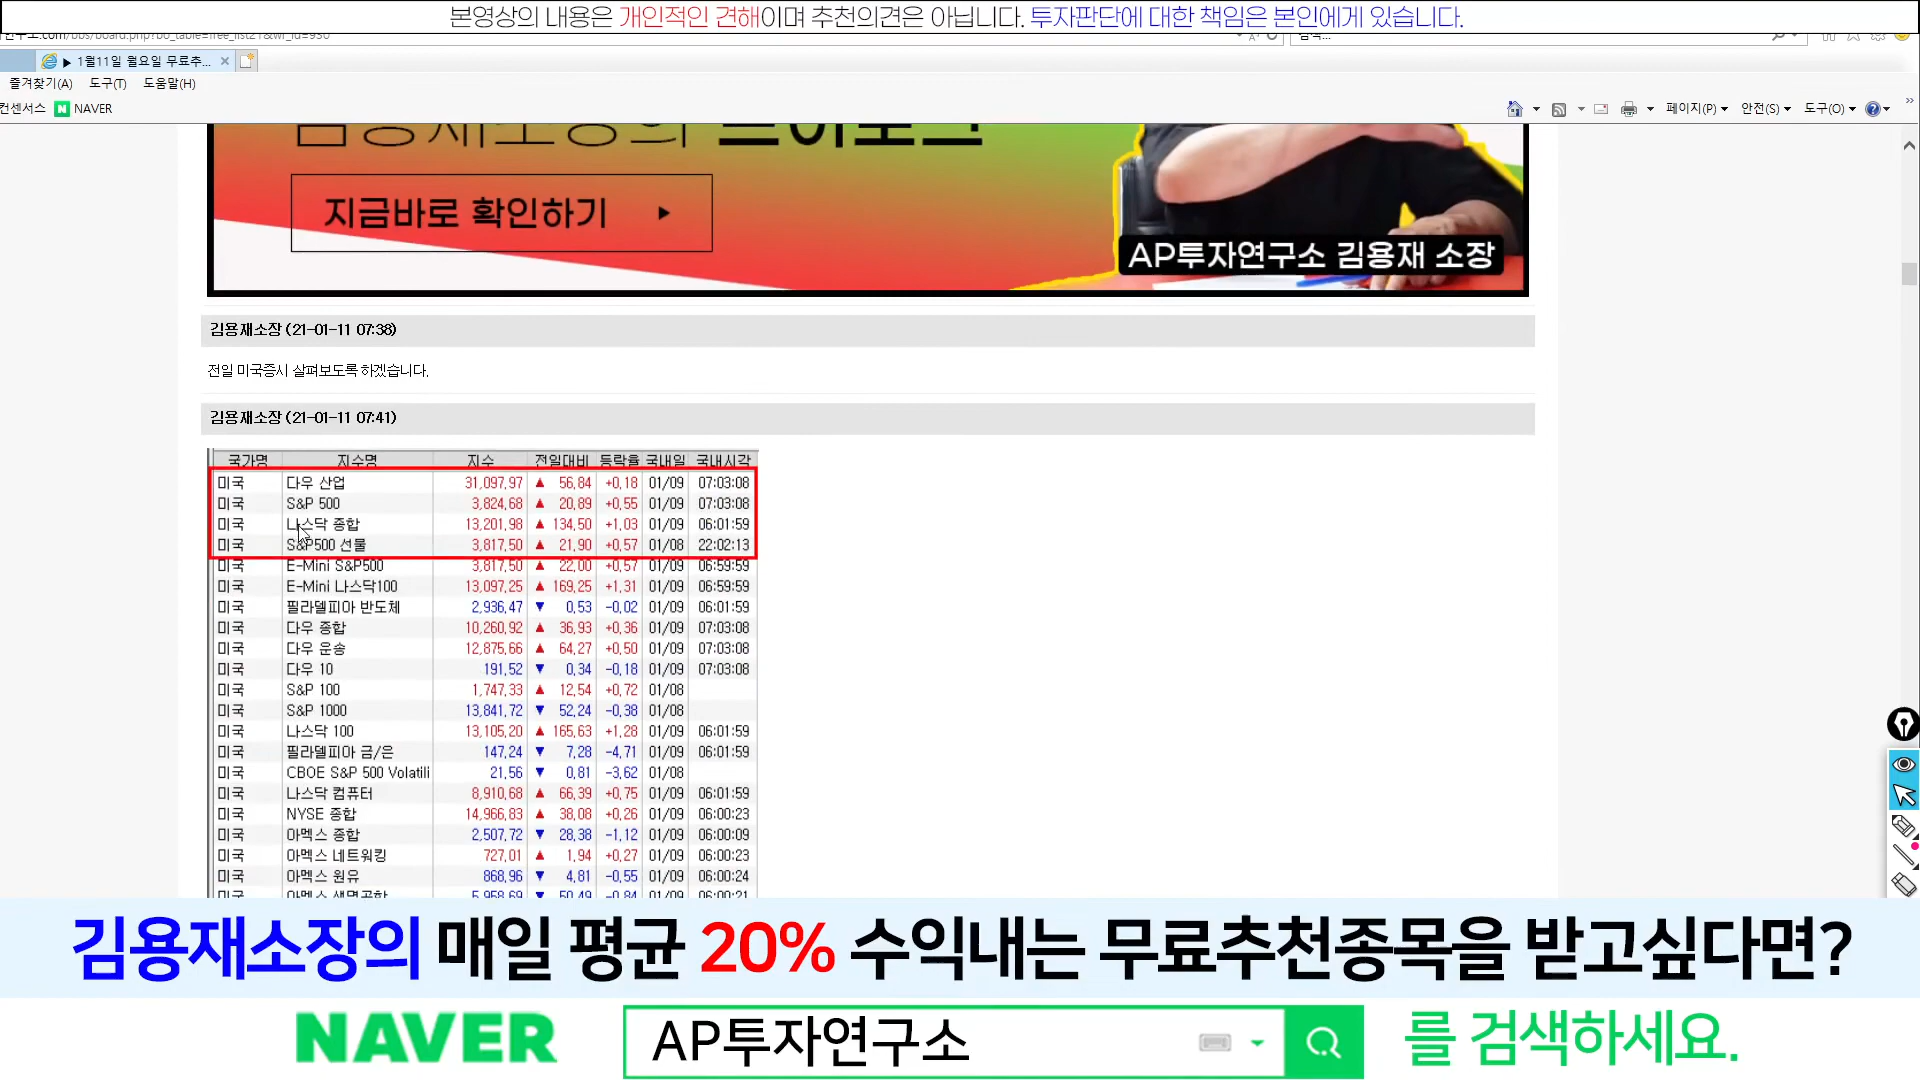 본영상의 내용은 개인적인 견해이며 추천의견은 아닙니다. 투자판단에 대한 책임은 본인에게 있습니다.
▶ 1월11일 월요일 무료추...
즐겨찾기(A) 도구(T) 도움말(H)
컨센서스 NAVER 페이지(P) 안전(S) 도구(O)
지금바로 확인하기
AP투자연구소 김용재 소장
김용재소장 (21-01-11 07:38)
전일 미국증시 살펴보도록 하겠습니다.
김용재소장 (21-01-11 07:41)
국가명 지수명 지수 전일대비 등락율 국내일 국내시각
미국 다우 산업 31,097,97 ▲ 56,84 +0,18 01/09 07:03:08
미국 S&P 500 3,824,68 ▲ 20,89 +0,55 01/09 07:03:08
미국 나스닥 종합 13,201,98 ▲ 134,50 +1,03 01/09 06:01:59
미국 S&P500 선물 3,817,50 ▲ 21,90 +0,57 01/08 22:02:13
미국 E-Mini S&P500 3,817,50 ▲ 22,00 +0,57 01/09 06:59:59
미국 E-Mini 나스닥100 13,097,25 ▲ 169,25 +1,31 01/09 06:59:59
미국 필라델피아 반도체 2,936,47 ▼ 0,53 -0,02 01/09 06:01:59
미국 다우 종합 10,260,92 ▲ 36,93 +0,36 01/09 07:03:08
미국 다우 운송 12,875,66 ▲ 64,27 +0,50 01/09 07:03:08
미국 다우 10 191,52 ▼ 0,34 -0,18 01/09 07:03:08
미국 S&P 100 1,747,33 ▲ 12,54 +0,72 01/08
미국 S&P 1000 13,841,72 ▼ 52,24 -0,38 01/08
미국 나스닥 100 13,105,20 ▲ 165,63 +1,28 01/09 06:01:59
미국 필라델피아 금/은 147,24 ▼ 7,28 -4,71 01/09 06:01:59
미국 CBOE S&P 500 Volatili 21,56 ▼ 0,81 -3,62 01/08
미국 나스닥 컴퓨터 8,910,68 ▲ 66,39 +0,75 01/09 06:01:59
미국 NYSE 종합 14,966,83 ▲ 38,08 +0,26 01/09 06:00:23
미국 아멕스 종합 2,507,72 ▼ 28,38 -1,12 01/09 06:00:09
미국 아멕스 네트워킹 727,01 ▲ 1,94 +0,27 01/09 06:00:23
미국 아멕스 원유 868,96 ▼ 4,81 -0,55 01/09 06:00:24
미국 아멕스 생명공학 5,958,69 ▼ 50,49 -0,84 01/09 06:00:21
김용재소장의 매일 평균 20% 수익내는 무료추천종목을 받고싶다면?
NAVER AP투자연구소 를 검색하세요.